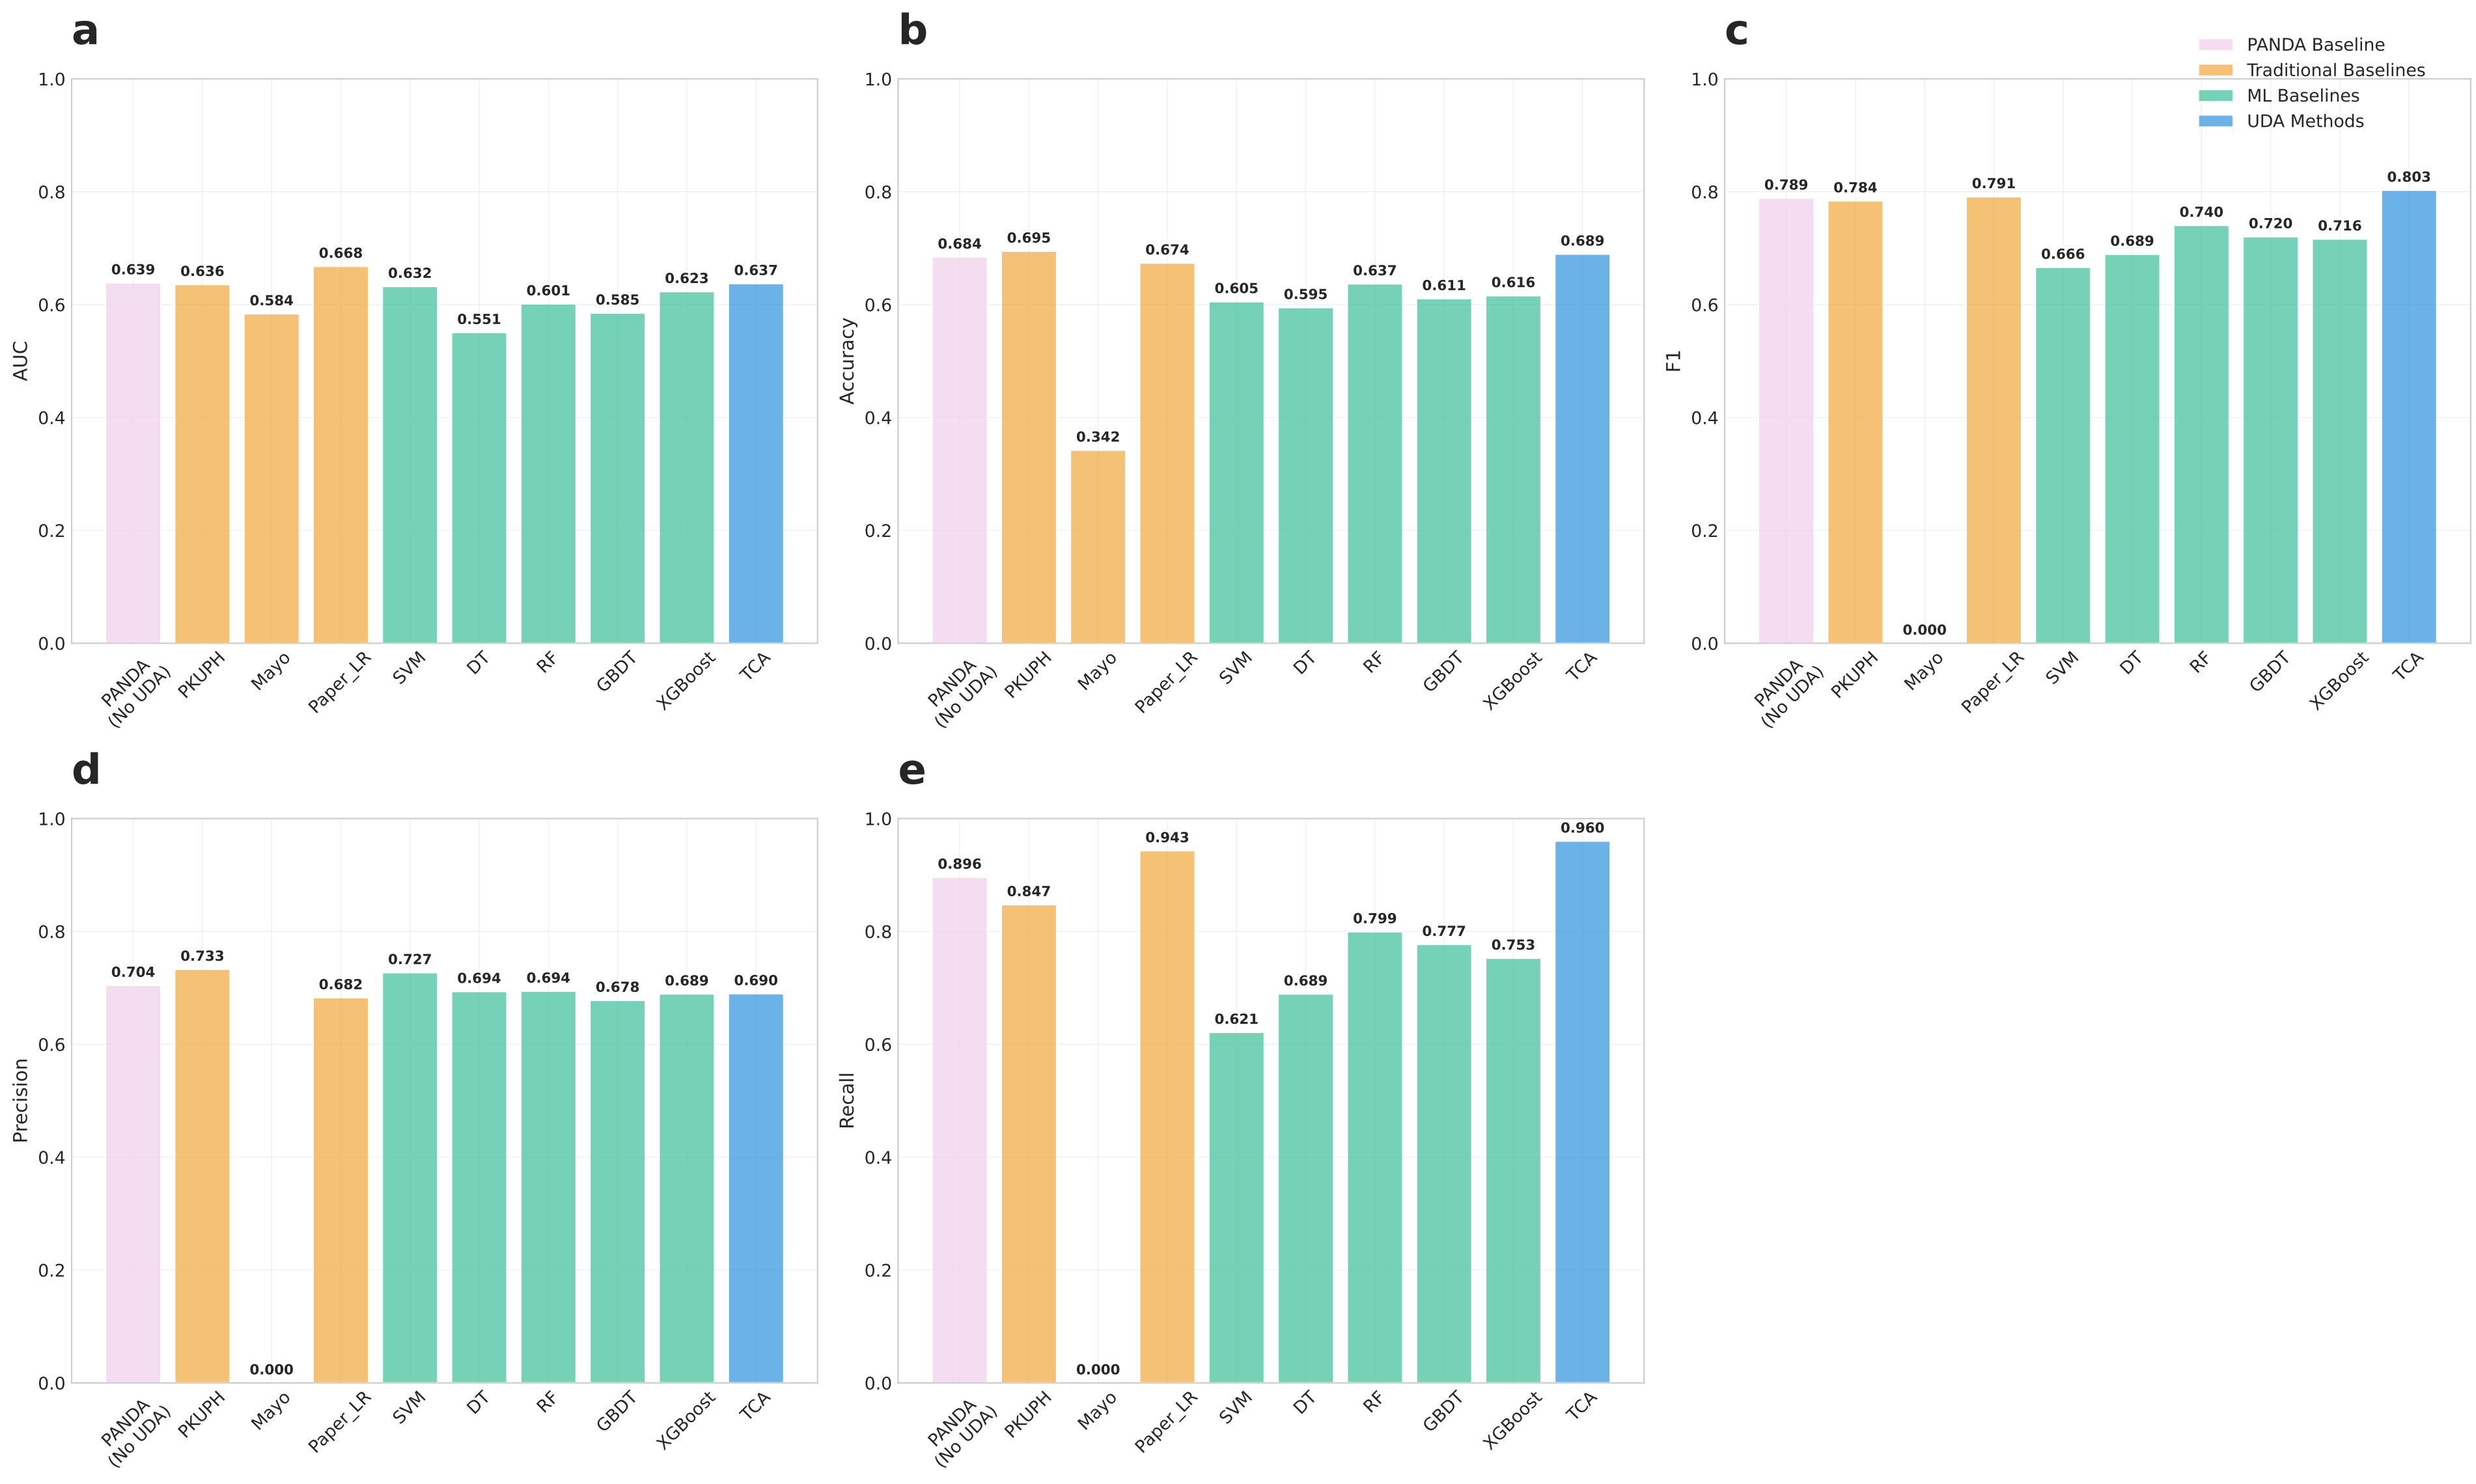 a
1.0
0.8
0.6
0.4
0.2
0.0
AUC
0.639
0.636
0.584
0.668
0.632
0.551
0.601
0.585
0.623
0.637
PANDA
(No UDA)
PKUPH
Mayo
Paper_LR
SVM
DT
RF
GBDT
XGBoost
TCA
b
1.0
0.8
0.6
0.4
0.2
0.0
Accuracy
0.684
0.695
0.342
0.674
0.605
0.595
0.637
0.611
0.616
0.689
PANDA
(No UDA)
PKUPH
Mayo
Paper_LR
SVM
DT
RF
GBDT
XGBoost
TCA
c
PANDA Baseline
Traditional Baselines
ML Baselines
UDA Methods
1.0
0.8
0.6
0.4
0.2
0.0
F1
0.789
0.784
0.000
0.791
0.666
0.689
0.740
0.720
0.716
0.803
PANDA
(No UDA)
PKUPH
Mayo
Paper_LR
SVM
DT
RF
GBDT
XGBoost
TCA
d
1.0
0.8
0.6
0.4
0.2
0.0
Precision
0.704
0.733
0.000
0.682
0.727
0.694
0.694
0.678
0.689
0.690
PANDA
(No UDA)
PKUPH
Mayo
Paper_LR
SVM
DT
RF
GBDT
XGBoost
TCA
e
1.0
0.8
0.6
0.4
0.2
0.0
Recall
0.896
0.847
0.000
0.943
0.621
0.689
0.799
0.777
0.753
0.960
PANDA
(No UDA)
PKUPH
Mayo
Paper_LR
SVM
DT
RF
GBDT
XGBoost
TCA